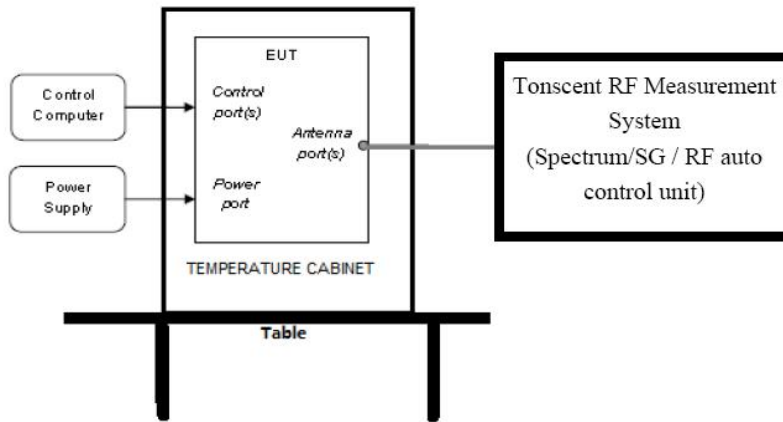 Control
Computer
Power
Supply
EUT
Control
port(s)
Antenna
port(s)
Power
port
TEMPERATURE CABINET
Table
Tonscent RF Measurement
System
(Spectrum/SG / RF auto
control unit)